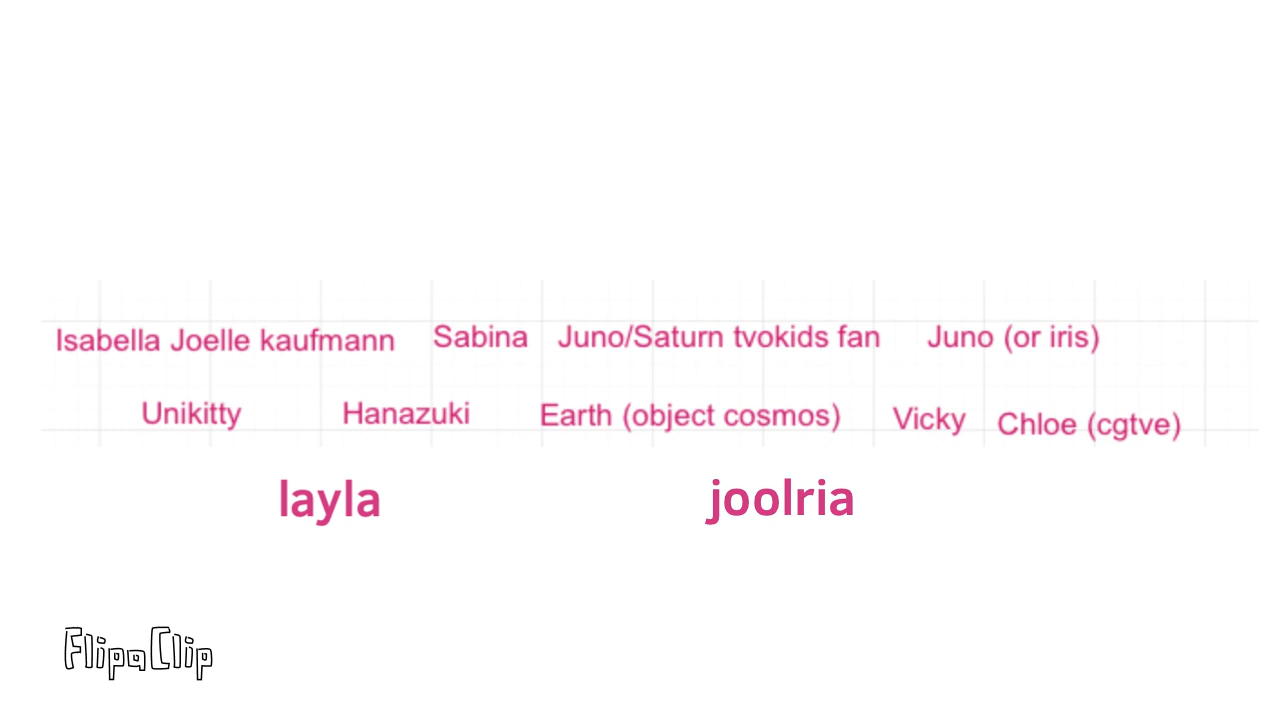 Isabella Joelle kaufmann Sabina Juno/Saturn tvokids fan Juno (or iris)
Unikitty Hanazuki Earth (object cosmos) Vicky Chloe (cgtve)
layla joolria
FlipaClip